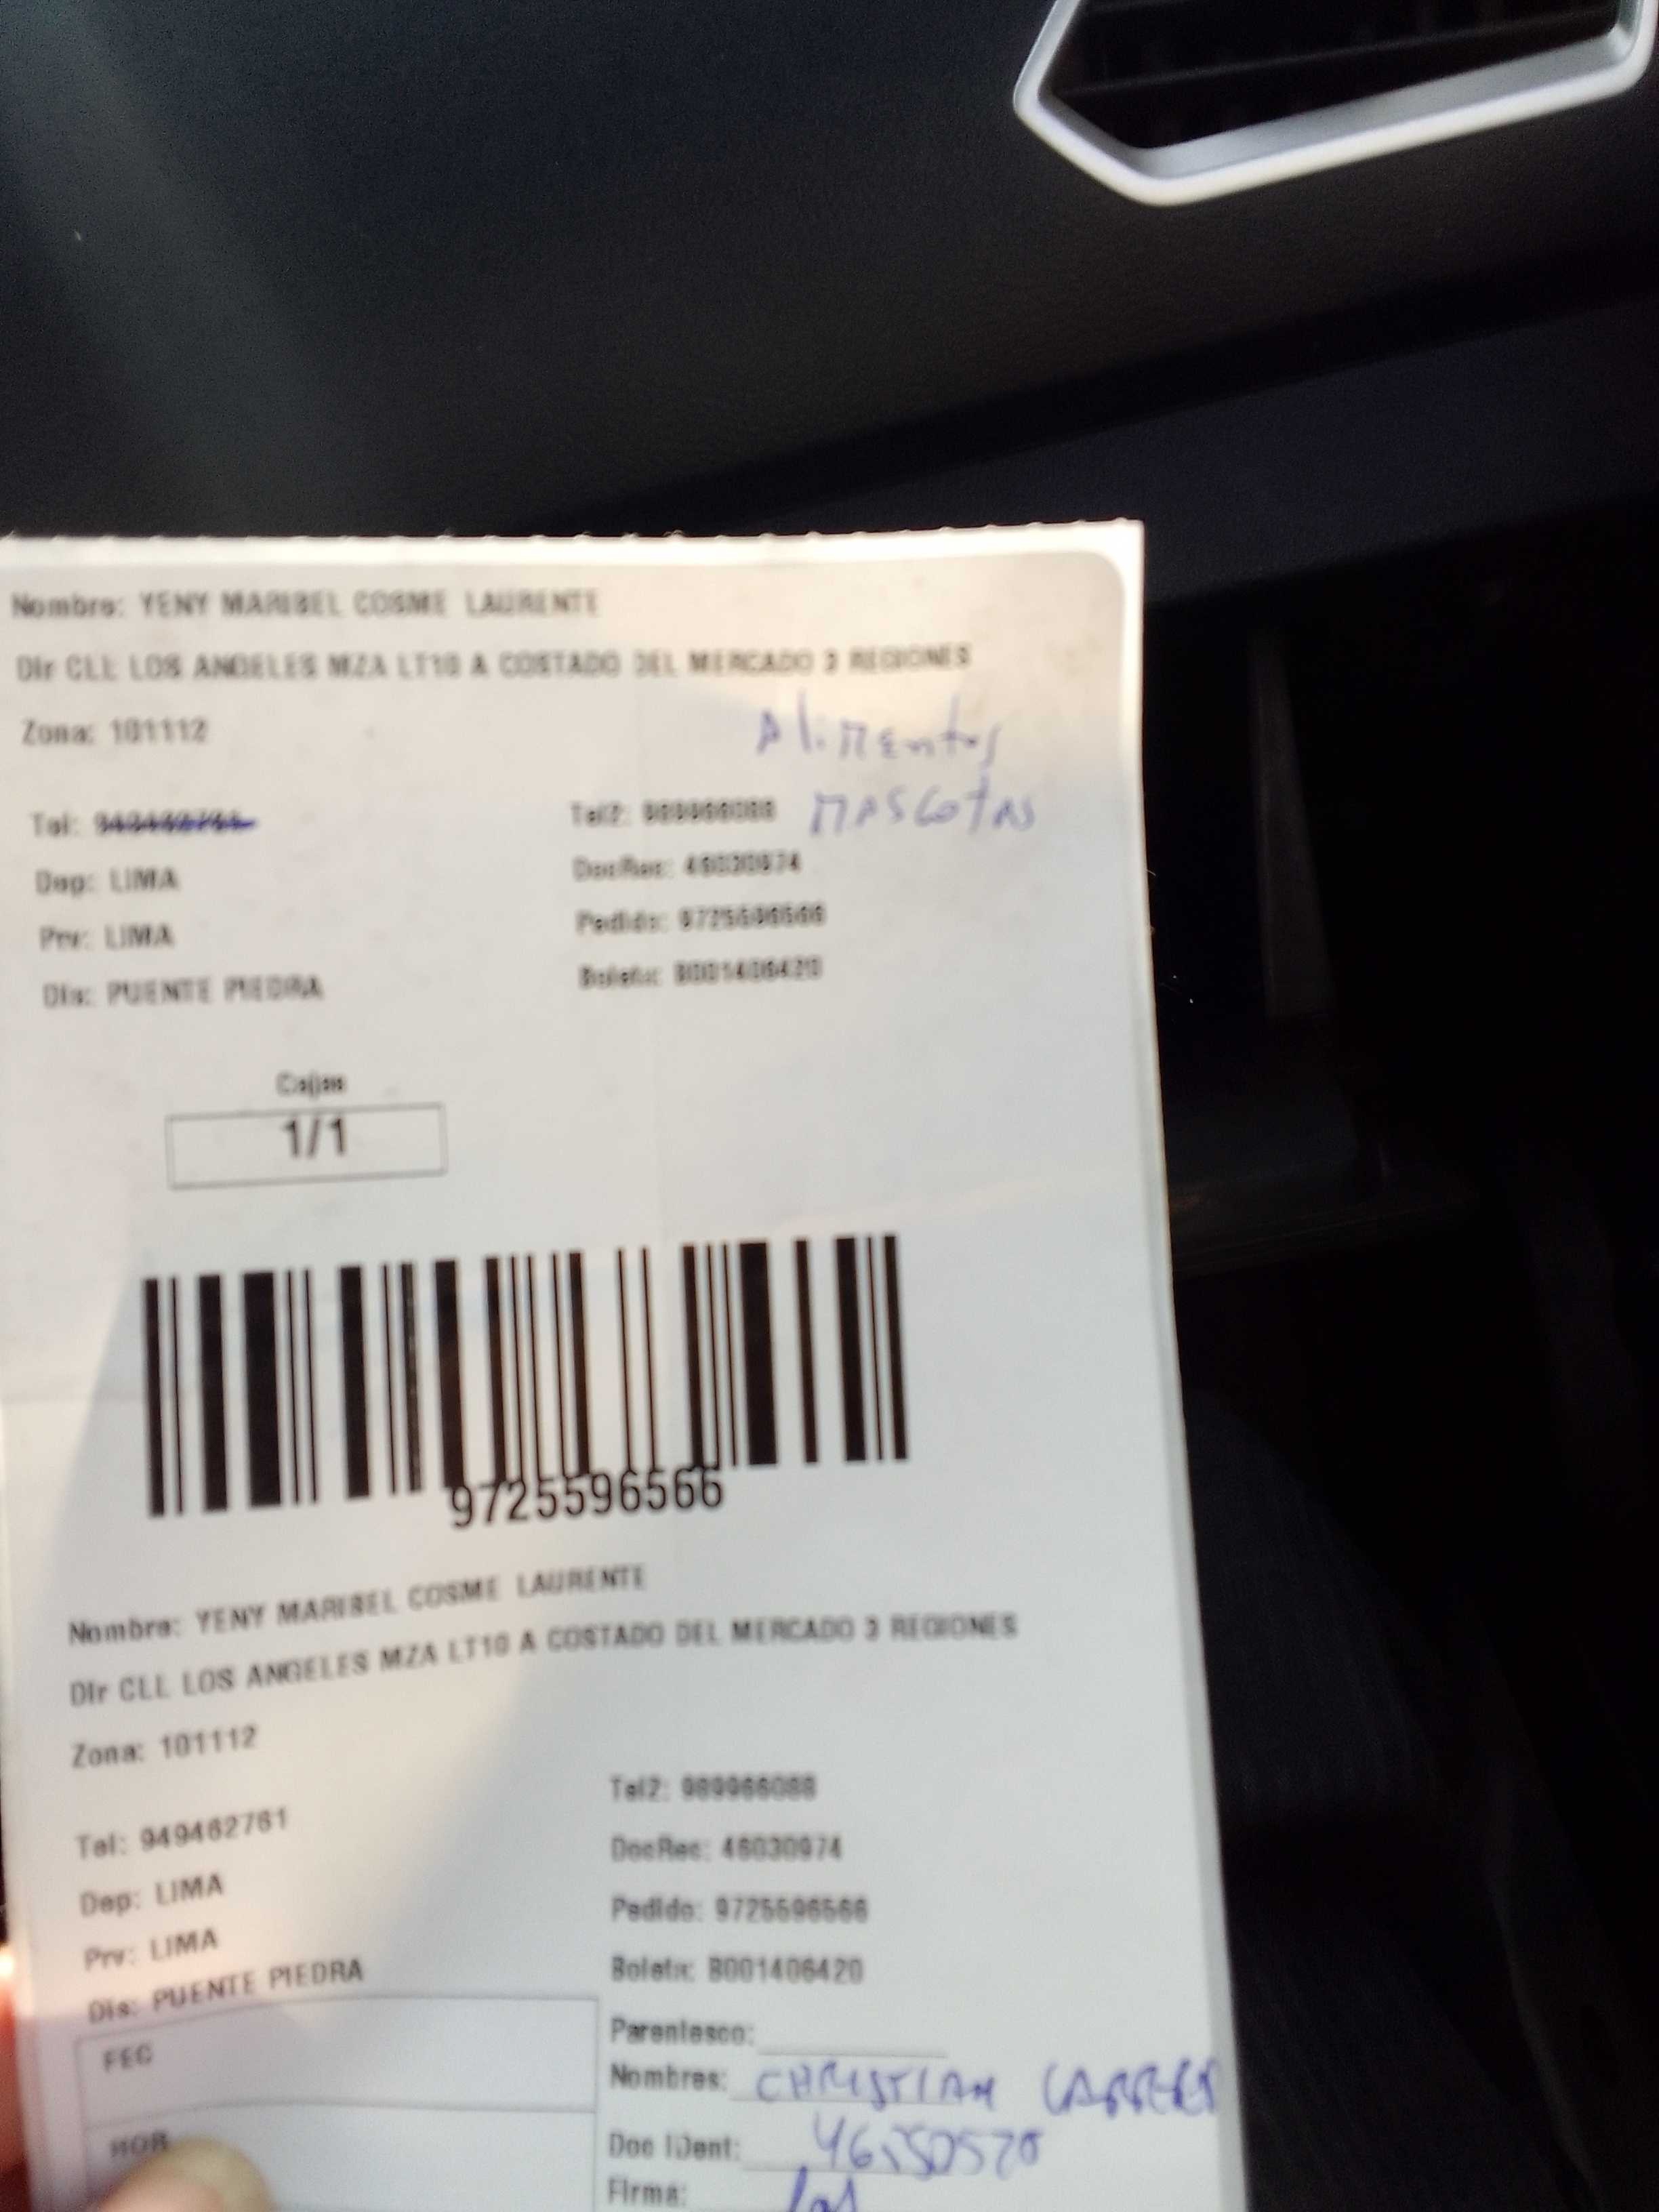 Nombre: YENY MARIBEL COSME LAURENTE
Dir CLL LOS ANGELES MZA LT10 A COSTADO DEL MERCADO 3 REGIONES
Zona: 101112
Alimentos
Tel: 949462761 Tel2: 989966088 MASCOTAS
Dep: LIMA DocRec: 46030974
Prv: LIMA Pedido: 9725596566
Dis: PUENTE PIEDRA Boleta: B001406420
Cajas
1/1
9725596566
Nombre: YENY MARIBEL COSME LAURENTE
Dir CLL LOS ANGELES MZA LT10 A COSTADO DEL MERCADO 3 REGIONES
Zona: 101112
Tel: 949462761 Tel2: 989966088
Dep: LIMA DocRec: 46030974
Prv: LIMA Pedido: 9725596566
Dis: PUENTE PIEDRA Boleta: B001406420
FEC Parentesco:
Nombres: CHRISTIAN
HOR Doc IDent:
Firma: